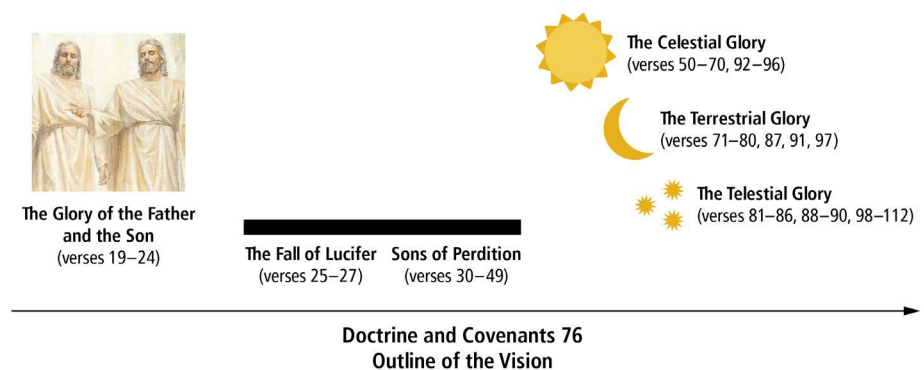 The Glory of the Father
and the Son
(verses 19–24)
The Fall of Lucifer
(verses 25–27)
Sons of Perdition
(verses 30–49)
The Celestial Glory
(verses 50–70, 92–96)
The Terrestrial Glory
(verses 71–80, 87, 91, 97)
The Telestial Glory
(verses 81–86, 88–90, 98–112)
Doctrine and Covenants 76
Outline of the Vision